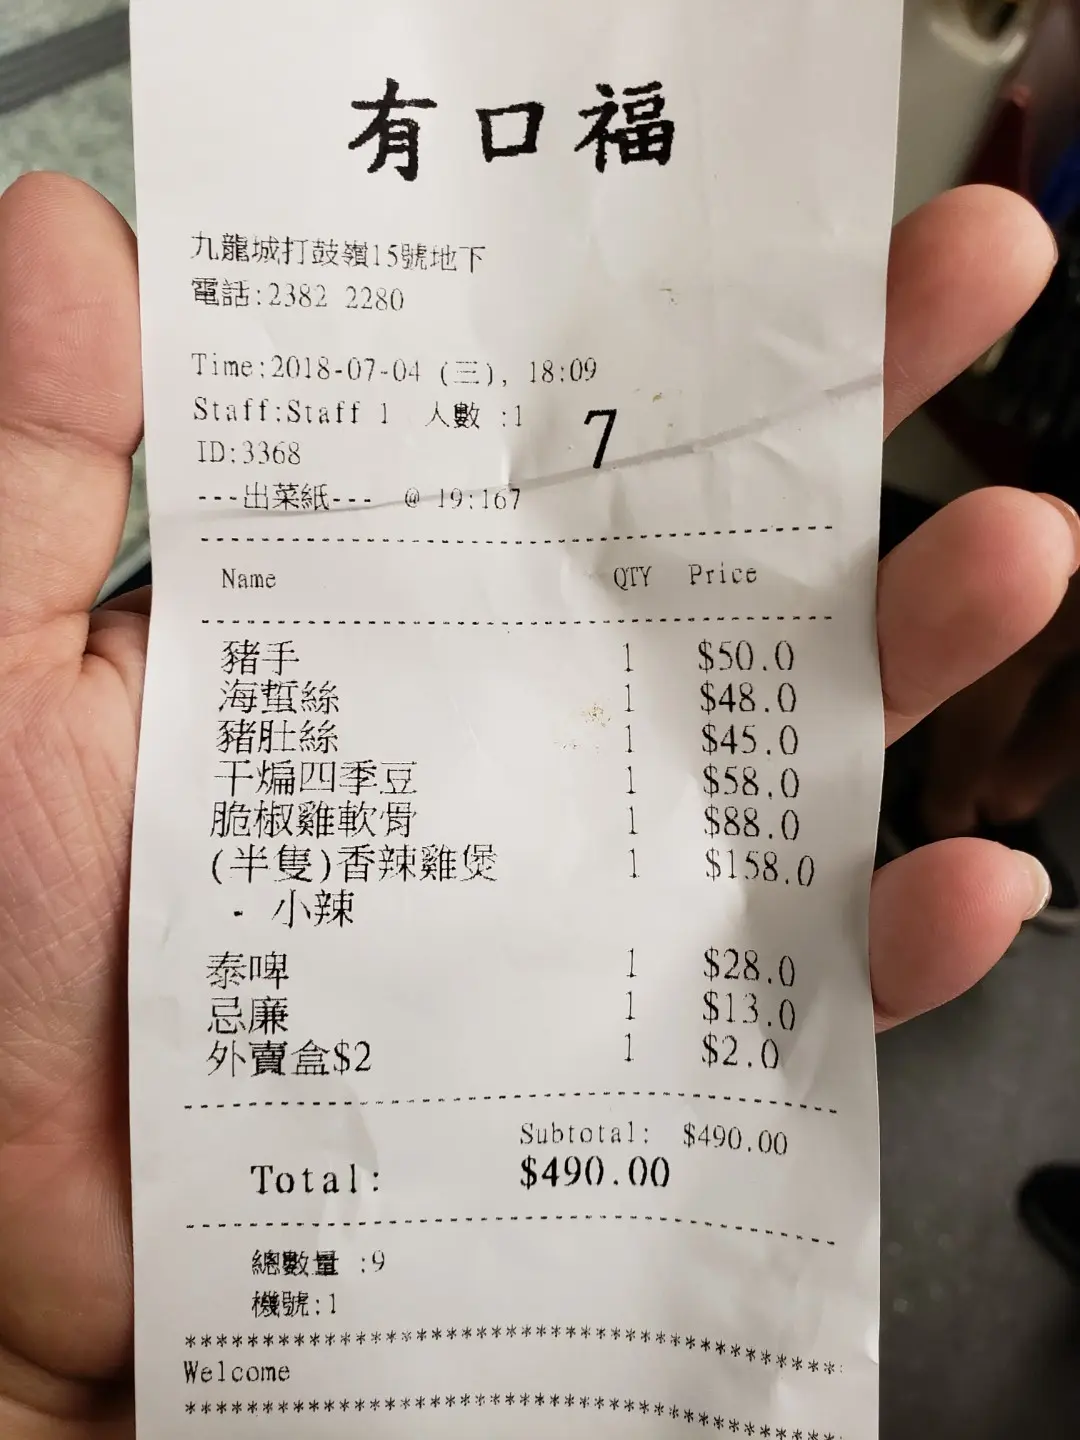 有口福
九龍城打鼓嶺15號地下
電話:2382 2280
Time:2018-07-04 (三), 18:09
Staff:Staff 1 人數 :1 7
ID:3368
---出菜紙--- @ 19:167
Name QTY Price
豬手 1 $50.0
海蜇絲 1 $48.0
豬肚絲 1 $45.0
干煸四季豆 1 $58.0
脆椒雞軟骨 1 $88.0
(半隻)香辣雞煲 1 $158.0
- 小辣
泰啤 1 $28.0
忌廉 1 $13.0
外賣盒$2 1 $2.0
Subtotal: $490.00
Total: $490.00
總數量 :9
機號:1
Welcome